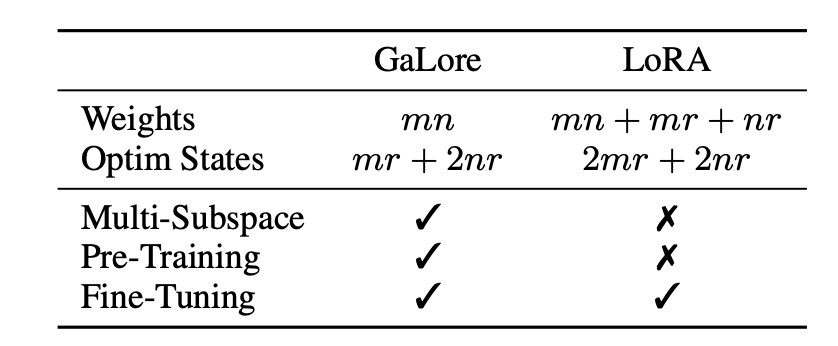 GaLore LoRA
Weights mn mn + mr + nr
Optim States mr + 2nr 2mr + 2nr
Multi-Subspace ✓ ✗
Pre-Training ✓ ✗
Fine-Tuning ✓ ✓